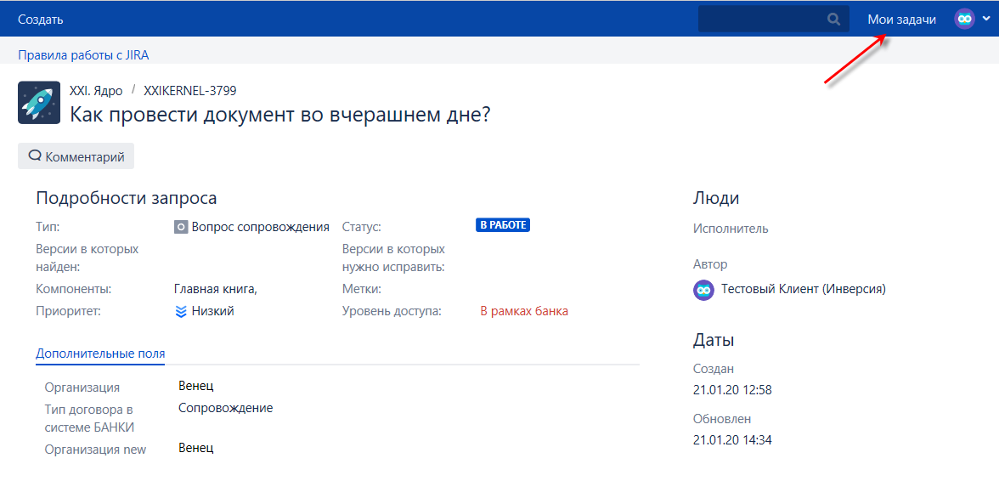 Создать
Мои задачи
Правила работы с JIRA
XXI. Ядро / XXIKERNEL-3799
Как провести документ во вчерашнем дне?
Комментарий
Подробности запроса
Тип: Вопрос сопровождения
Статус: В РАБОТЕ
Версии в которых
найден:
Версии в которых
нужно исправить:
Компоненты: Главная книга,
Метки:
Приоритет: Низкий
Уровень доступа: В рамках банка
Дополнительные поля
Организация Венец
Тип договора в Сопровождение
системе БАНКИ
Организация new Венец
Люди
Исполнитель
Автор
Тестовый Клиент (Инверсия)
Даты
Создан
21.01.20 12:58
Обновлен
21.01.20 14:34